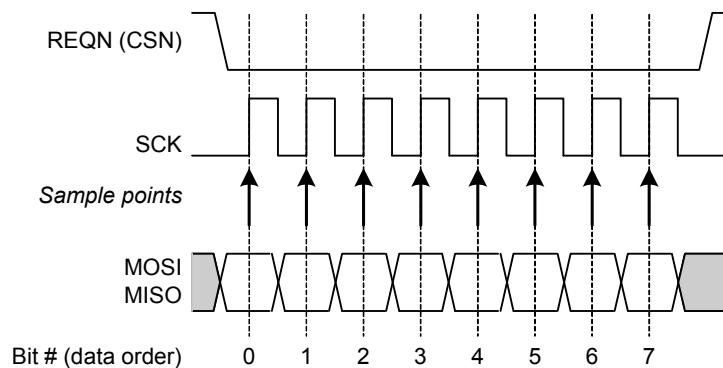 REQN (CSN)
SCK
Sample points
MOSI
MISO
Bit # (data order) 0 1 2 3 4 5 6 7